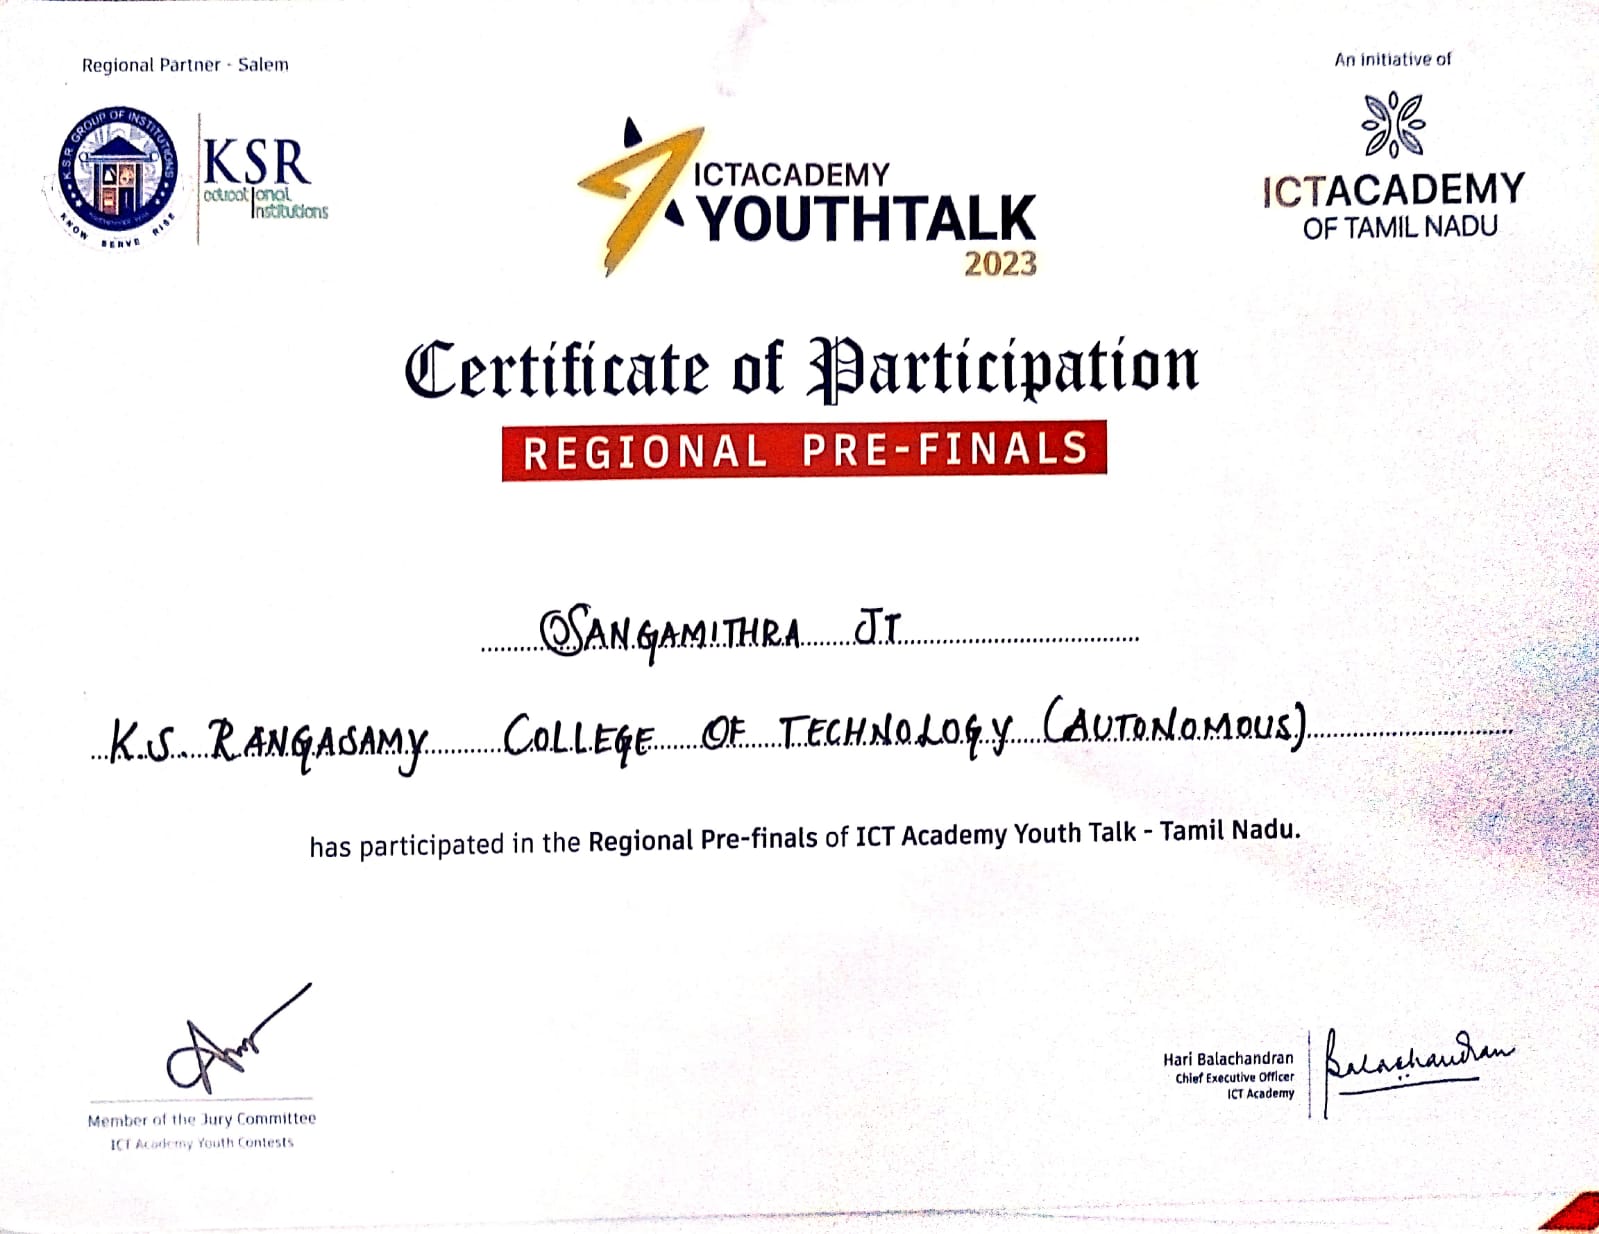 Regional Partner - Salem
K.S.R GROUP OF INSTITUTIONS
KNOW SERVE RISE
KSR
educational
Institutions
ICTACADEMY
YOUTHTALK
2023
An initiative of
ICTACADEMY
OF TAMIL NADU
Certificate of Participation
REGIONAL PRE-FINALS
SANGAMITHRA JT
K.S. RANGASAMY COLLEGE OF TECHNOLOGY (AUTONOMOUS)
has participated in the Regional Pre-finals of ICT Academy Youth Talk - Tamil Nadu.
Member of the Jury Committee
ICT Academy Youth Contests
Hari Balachandran
Chief Executive Officer
ICT Academy
Balachandran